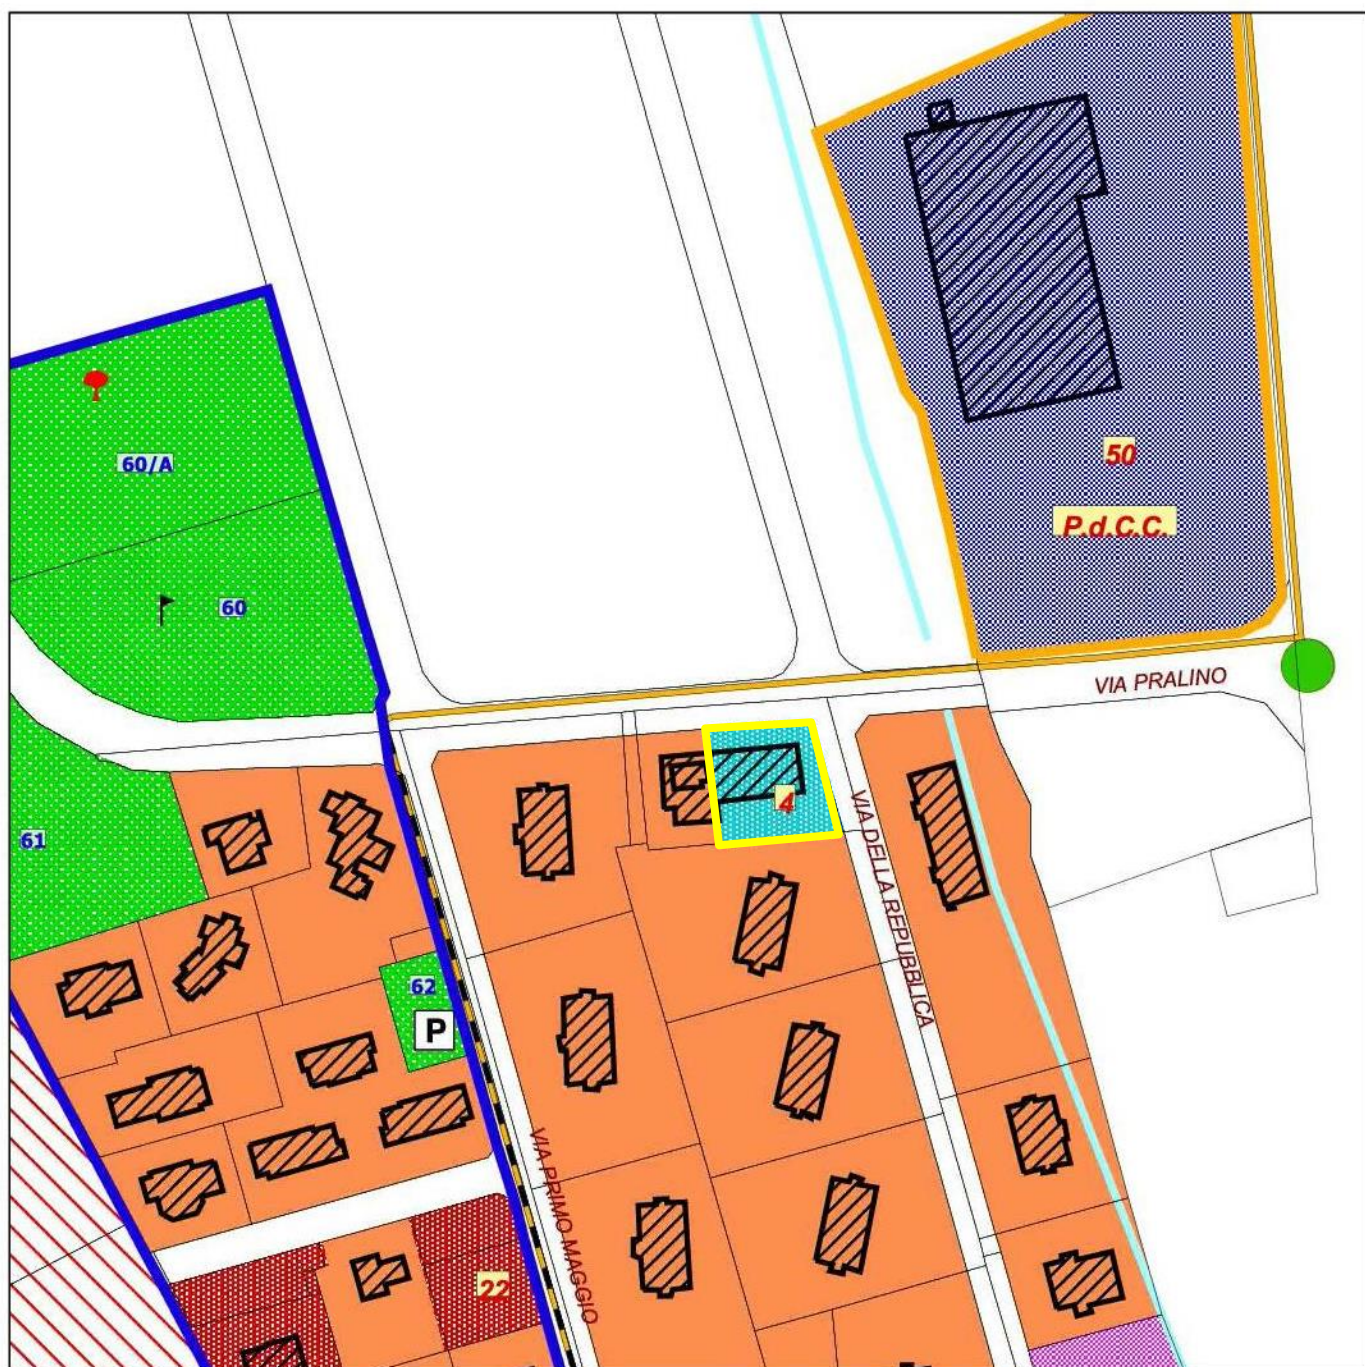 60/A
50
P.d.C.C.
60
VIA PRALINO
61
4
VIA DELLA REPUBBLICA
62
P
VIA PRIMO MAGGIO
22